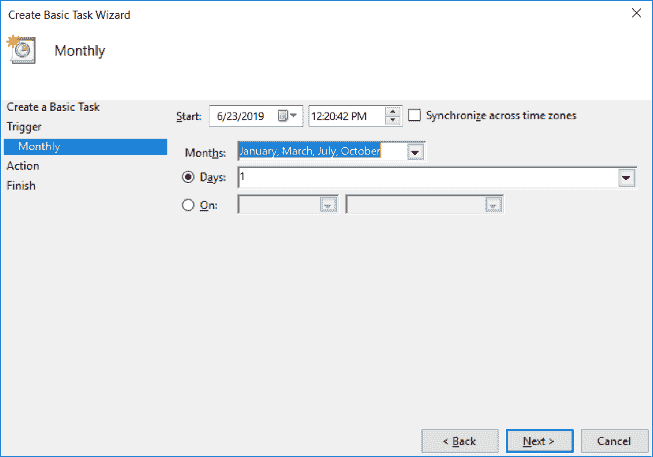 Create Basic Task Wizard
Monthly
Create a Basic Task
Trigger
Monthly
Action
Finish
Start: 6/23/2019 12:20:42 PM Synchronize across time zones
Months: January, March, July, October
Days: 1
On:
< Back Next > Cancel